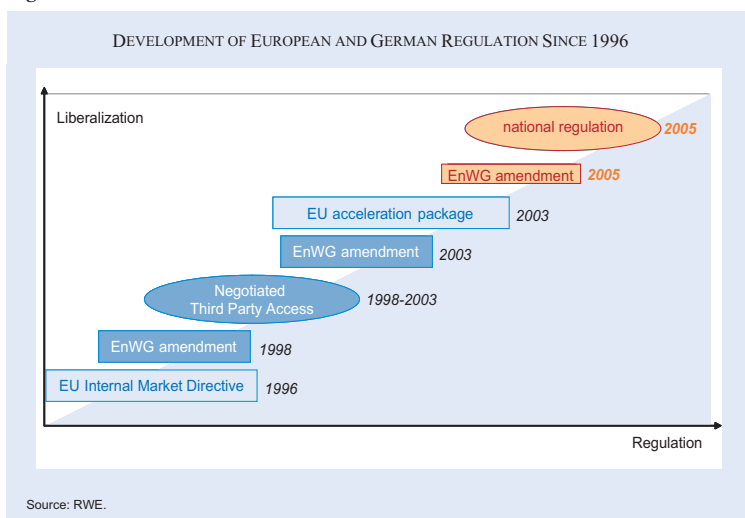 DEVELOPMENT OF EUROPEAN AND GERMAN REGULATION SINCE 1996
Liberalization
national regulation
2005
EnWG amendment
2005
EU acceleration package
2003
EnWG amendment
2003
Negotiated
Third Party Access
1998-2003
EnWG amendment
1998
EU Internal Market Directive
1996
Regulation
Source: RWE.